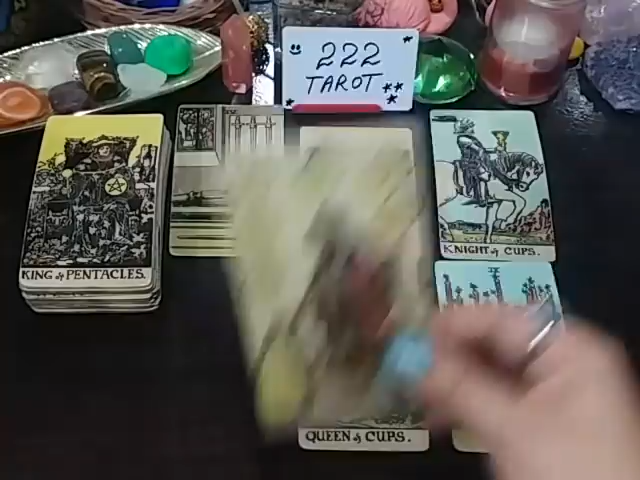 222
TAROT
KING of PENTACLES.
KNIGHT of CUPS.
QUEEN of CUPS.